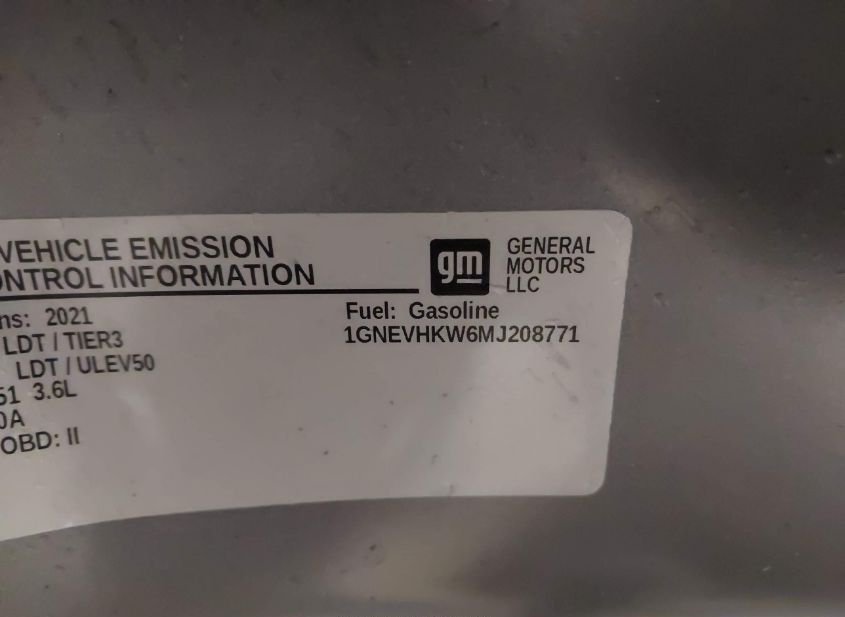 VEHICLE EMISSION
ONTROL INFORMATION
gm
GENERAL
MOTORS
LLC
ns: 2021
LDT / TIER3
LDT / ULEV50
51 3.6L
0A
OBD: II
Fuel: Gasoline
1GNEVHKW6MJ208771